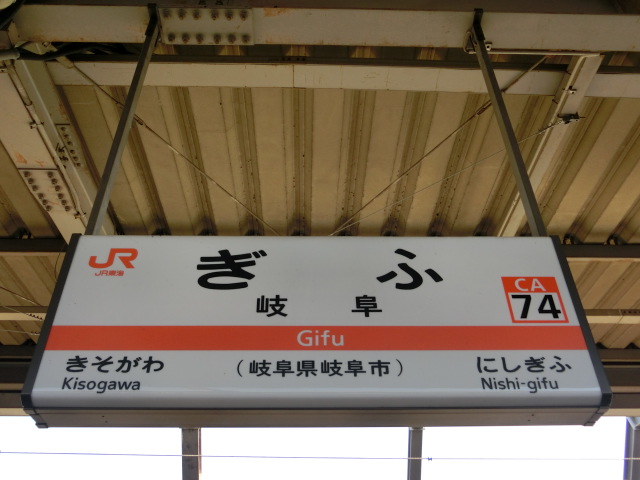 JR
JR東海
ぎふ
岐阜
CA
74
Gifu
きそがわ
Kisogawa
(岐阜県岐阜市)
にしぎふ
Nishi-gifu